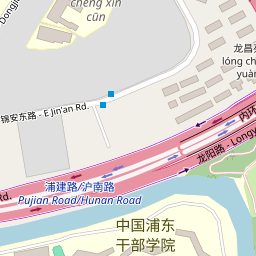 chéng xīn
cūn
Dongji
龙昌苑
lóng ch
yuàn
锦安东路 - E jin'an Rd.
内环
龙阳路 - Longy
Rd.
浦建路/沪南路
Pujian Road/Hunan Road
中国浦东
干部学院